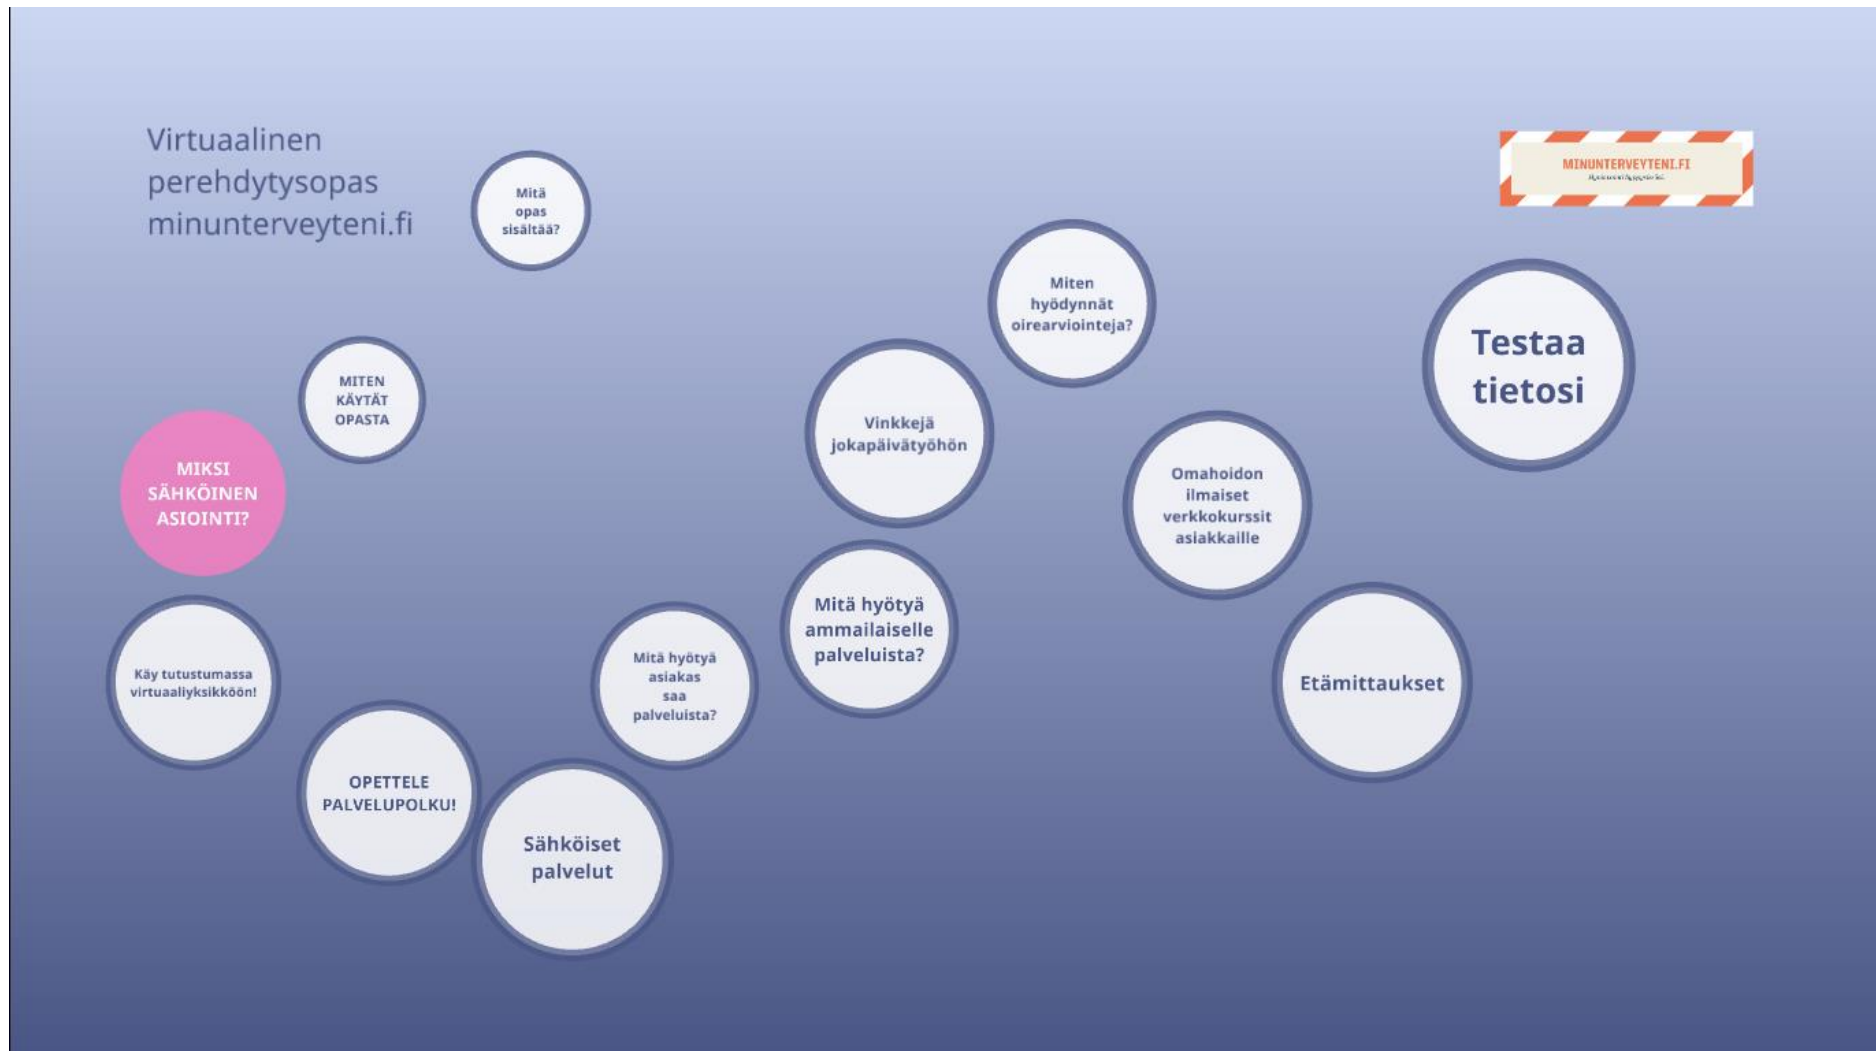 Virtuaalinen
perehdytysopas
minunterveyteni.fi
Mitä
opas
sisältää?
MITEN
KÄYTÄT
OPASTA
MIKSI
SÄHKÖINEN
ASIOINTI?
Käy tutustumassa
virtuaaliyksikköön!
OPETTELE
PALVELUPOLKU!
Sähköiset
palvelut
Mitä hyötyä
asiakas
saa
palveluista?
Mitä hyötyä
ammailaiselle
palveluista?
Vinkkejä
jokapäivätyöhön
Miten
hyödynnät
oirearviointeja?
Omahoidon
ilmaiset
verkkokurssit
asiakkaille
Etämittaukset
Testaa
tietosi
MINUNTERVEYTENI.FI